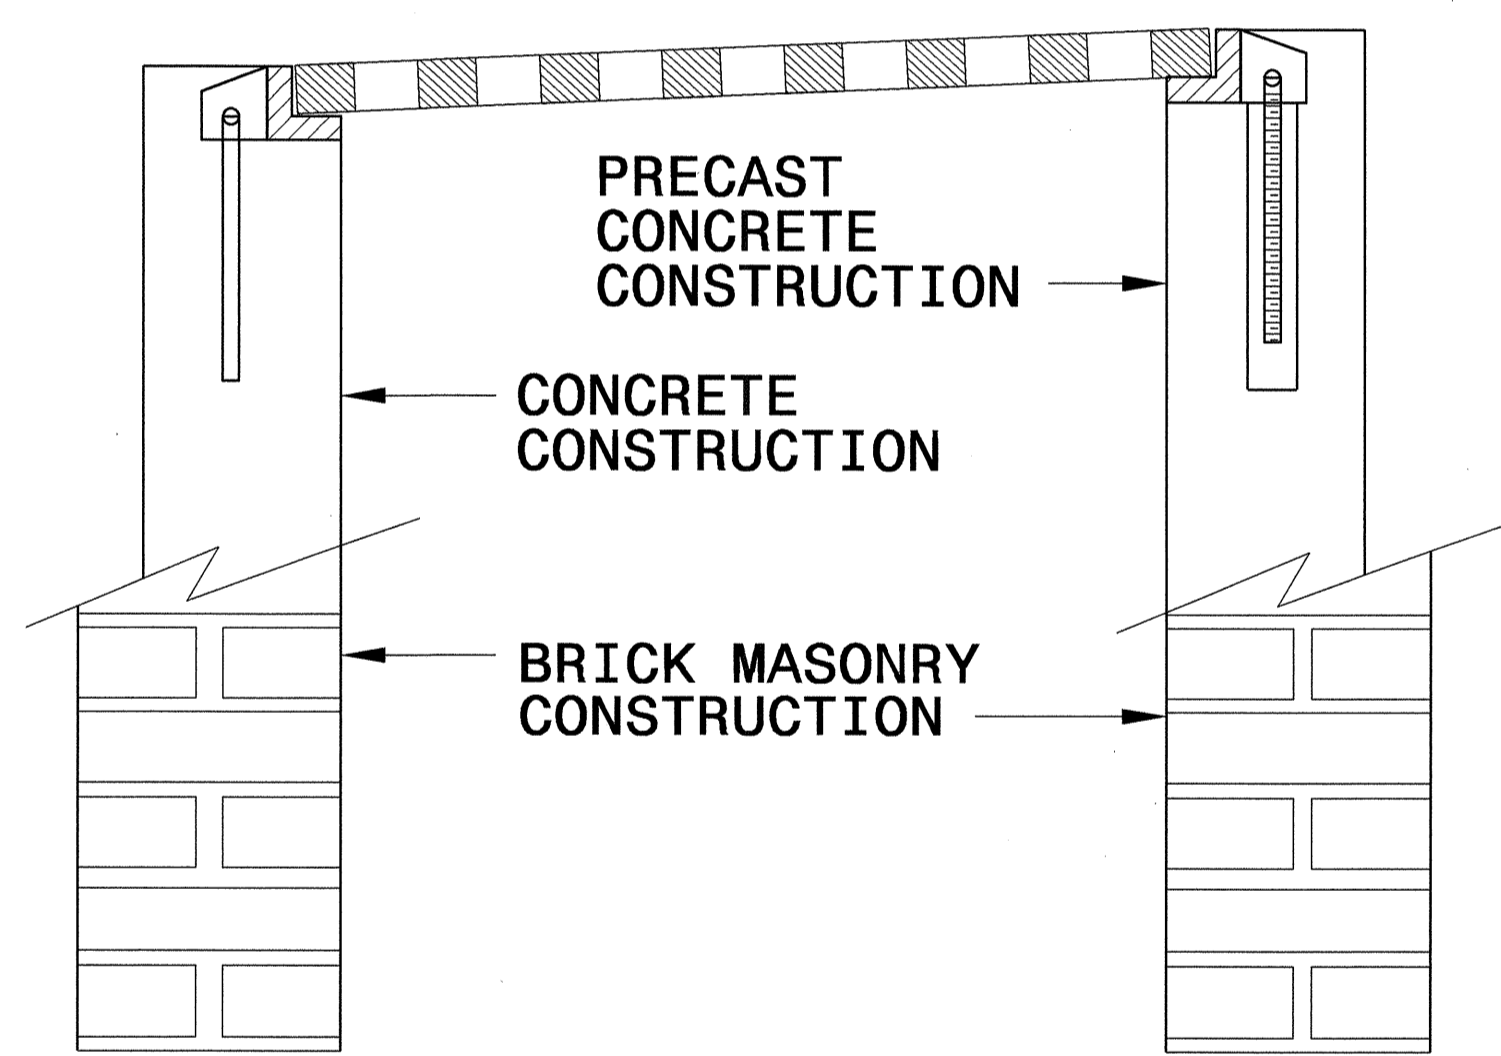 PRECAST
CONCRETE
CONSTRUCTION
CONCRETE
CONSTRUCTION
BRICK MASONRY
CONSTRUCTION